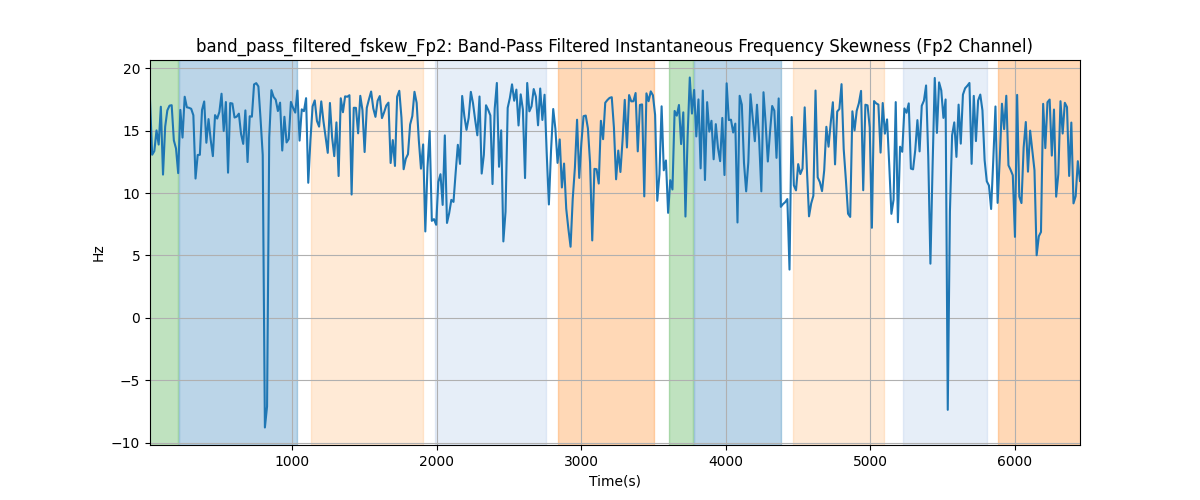 band_pass_filtered_fskew_Fp2: Band-Pass Filtered Instantaneous Frequency Skewness (Fp2 Channel)
20
15
10
5
0
−5
−10
Hz
1000 2000 3000 4000 5000 6000
Time(s)